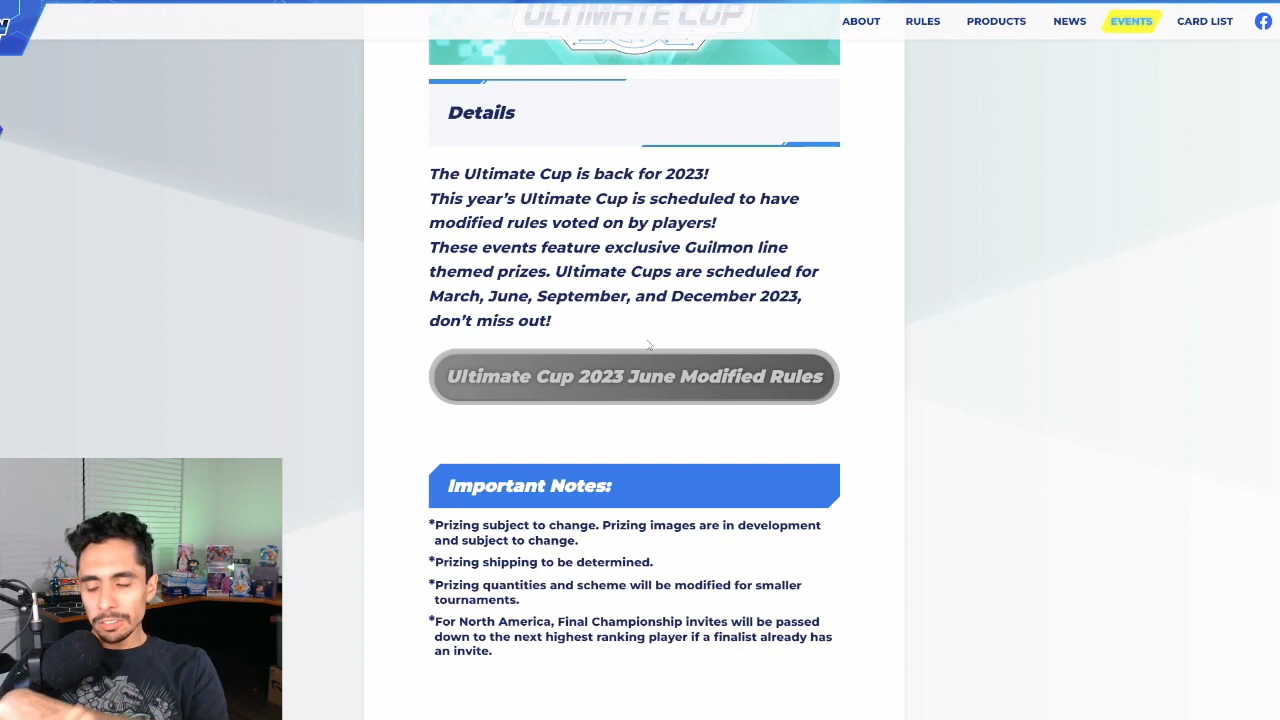 ULTIMATE CUP
ABOUT RULES PRODUCTS NEWS EVENTS CARD LIST
Details
The Ultimate Cup is back for 2023!
This year's Ultimate Cup is scheduled to have
modified rules voted on by players!
These events feature exclusive Guilmon line
themed prizes. Ultimate Cups are scheduled for
March, June, September, and December 2023,
don't miss out!
Ultimate Cup 2023 June Modified Rules
Important Notes:
*Prizing subject to change. Prizing images are in development
and subject to change.
*Prizing shipping to be determined.
*Prizing quantities and scheme will be modified for smaller
tournaments.
*For North America, Final Championship invites will be passed
down to the next highest ranking player if a finalist already has
an invite.